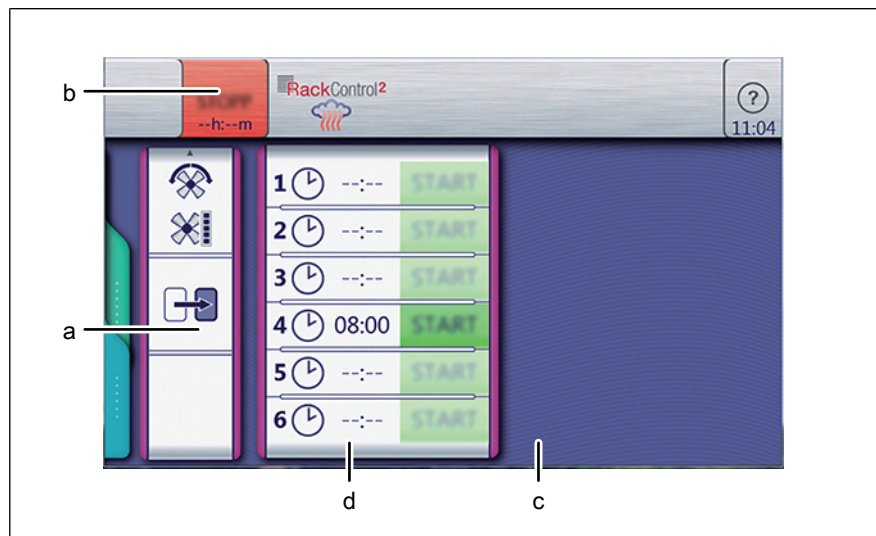 b
STOPP
--h:--m
RackControl²
?
11:04
1 --:-- START
2 --:-- START
3 --:-- START
4 08:00 START
5 --:-- START
6 --:-- START
a
d
c